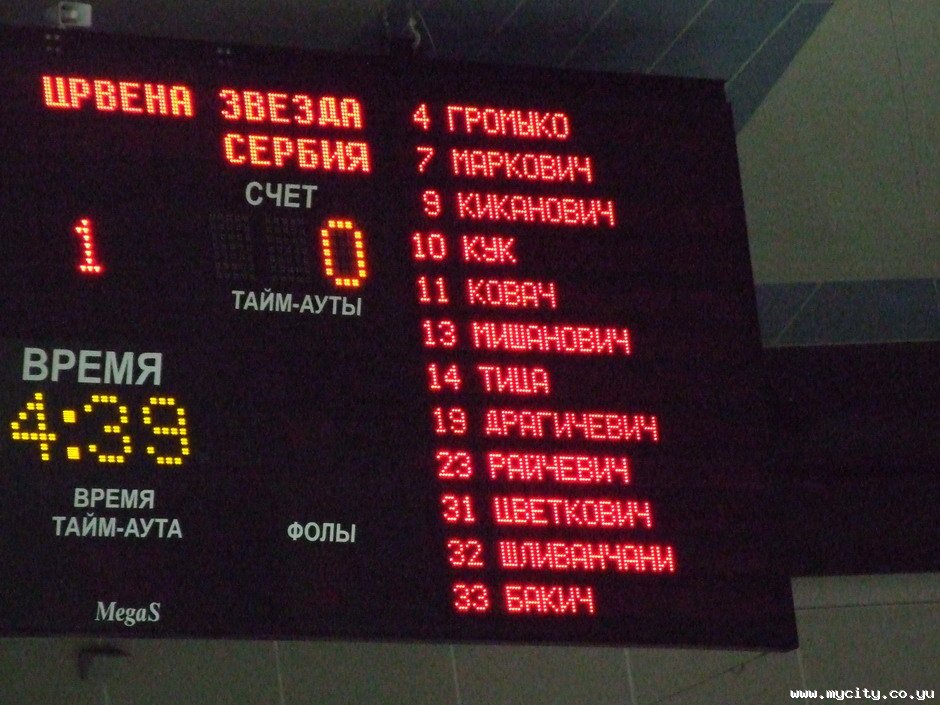 ЦРВЕНА ЗВЕЗДА
СЕРБИЯ
СЧЕТ
1 0
ТАЙМ-АУТЫ
ВРЕМЯ
4:39
ВРЕМЯ
ТАЙМ-АУТА
ФОЛЫ
MegaS
4 ГРОМЫКО
7 МАРКОВИЧ
9 КИКАНОВИЧ
10 КУК
11 КОВАЧ
13 МИШАНОВИЧ
14 ТИЦА
19 ДРАГИЧЕВИЧ
23 РАИЧЕВИЧ
31 ЦВЕТКОВИЧ
32 ШЛИВАНЧАНИ
33 БАКИЧ
www.mycity.co.yu